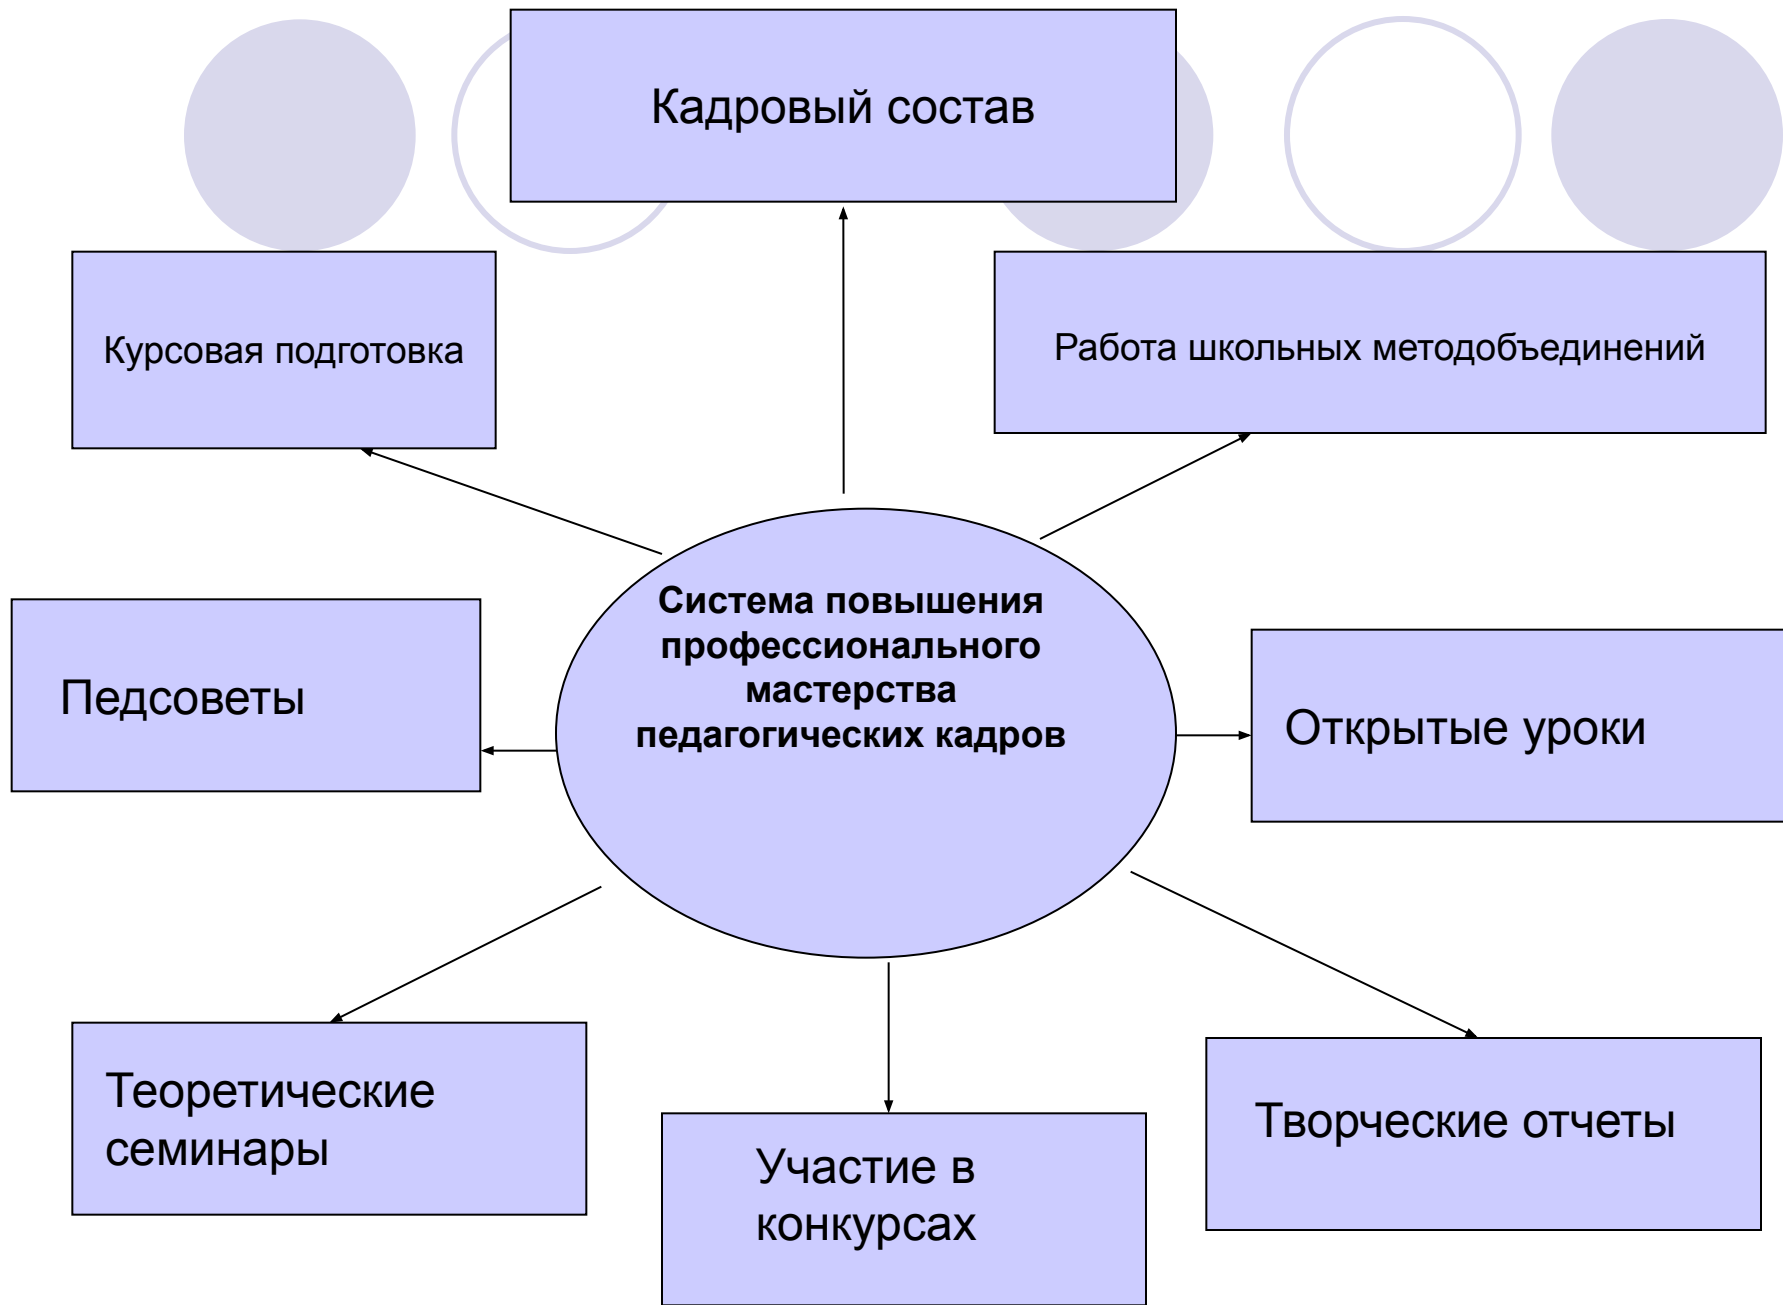 Кадровый состав
Курсовая подготовка
Работа школьных методобъединений
Система повышения
профессионального
мастерства
педагогических кадров
Педсоветы
Открытые уроки
Теоретические
семинары
Участие в
конкурсах
Творческие отчеты